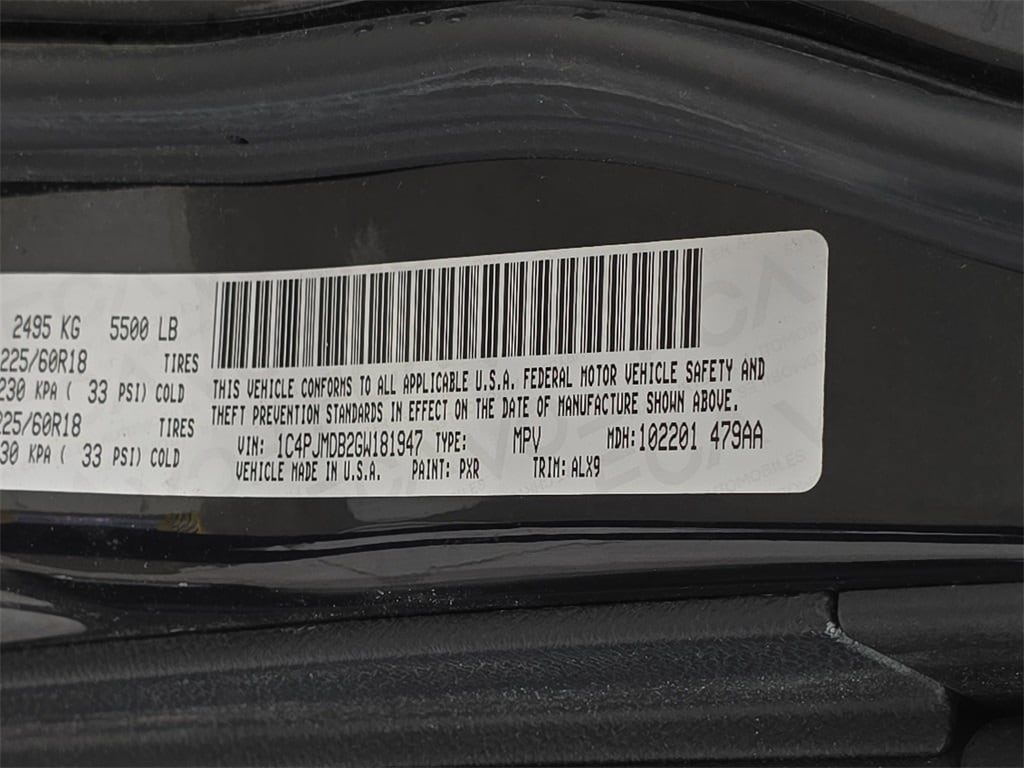 2495 KG 5500 LB
225/60R18 TIRES
230 KPA ( 33 PSI) COLD
225/60R18 TIRES
30 KPA ( 33 PSI) COLD
THIS VEHICLE CONFORMS TO ALL APPLICABLE U.S.A. FEDERAL MOTOR VEHICLE SAFETY AND
THEFT PREVENTION STANDARDS IN EFFECT ON THE DATE OF MANUFACTURE SHOWN ABOVE.
VIN: 1C4PJMDB2GW181947 TYPE: MPV MDH:102201 479AA
VEHICLE MADE IN U.S.A. PAINT: PXR TRIM: ALX9